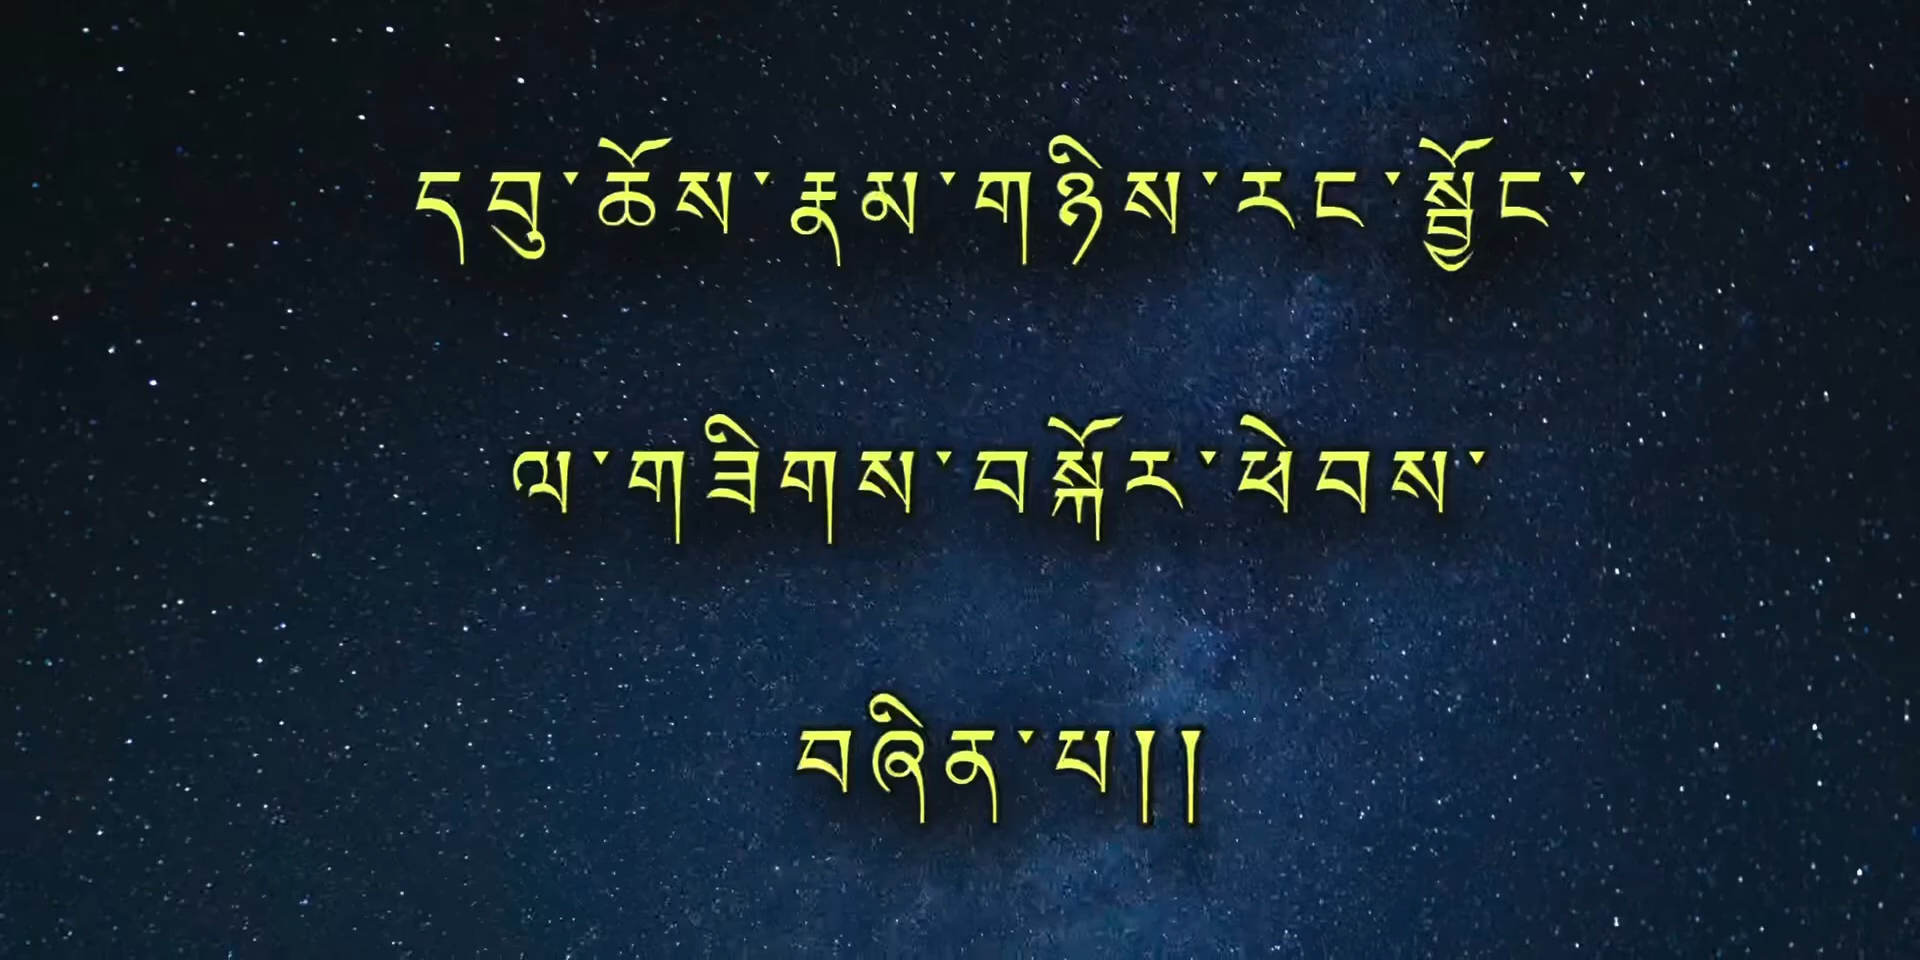 དབུ་ཆོས་རྣམ་གཉིས་རང་སྦྱོང་
ལ་གཟིགས་བསྐོར་ཕེབས་
བཞིན་པ།།